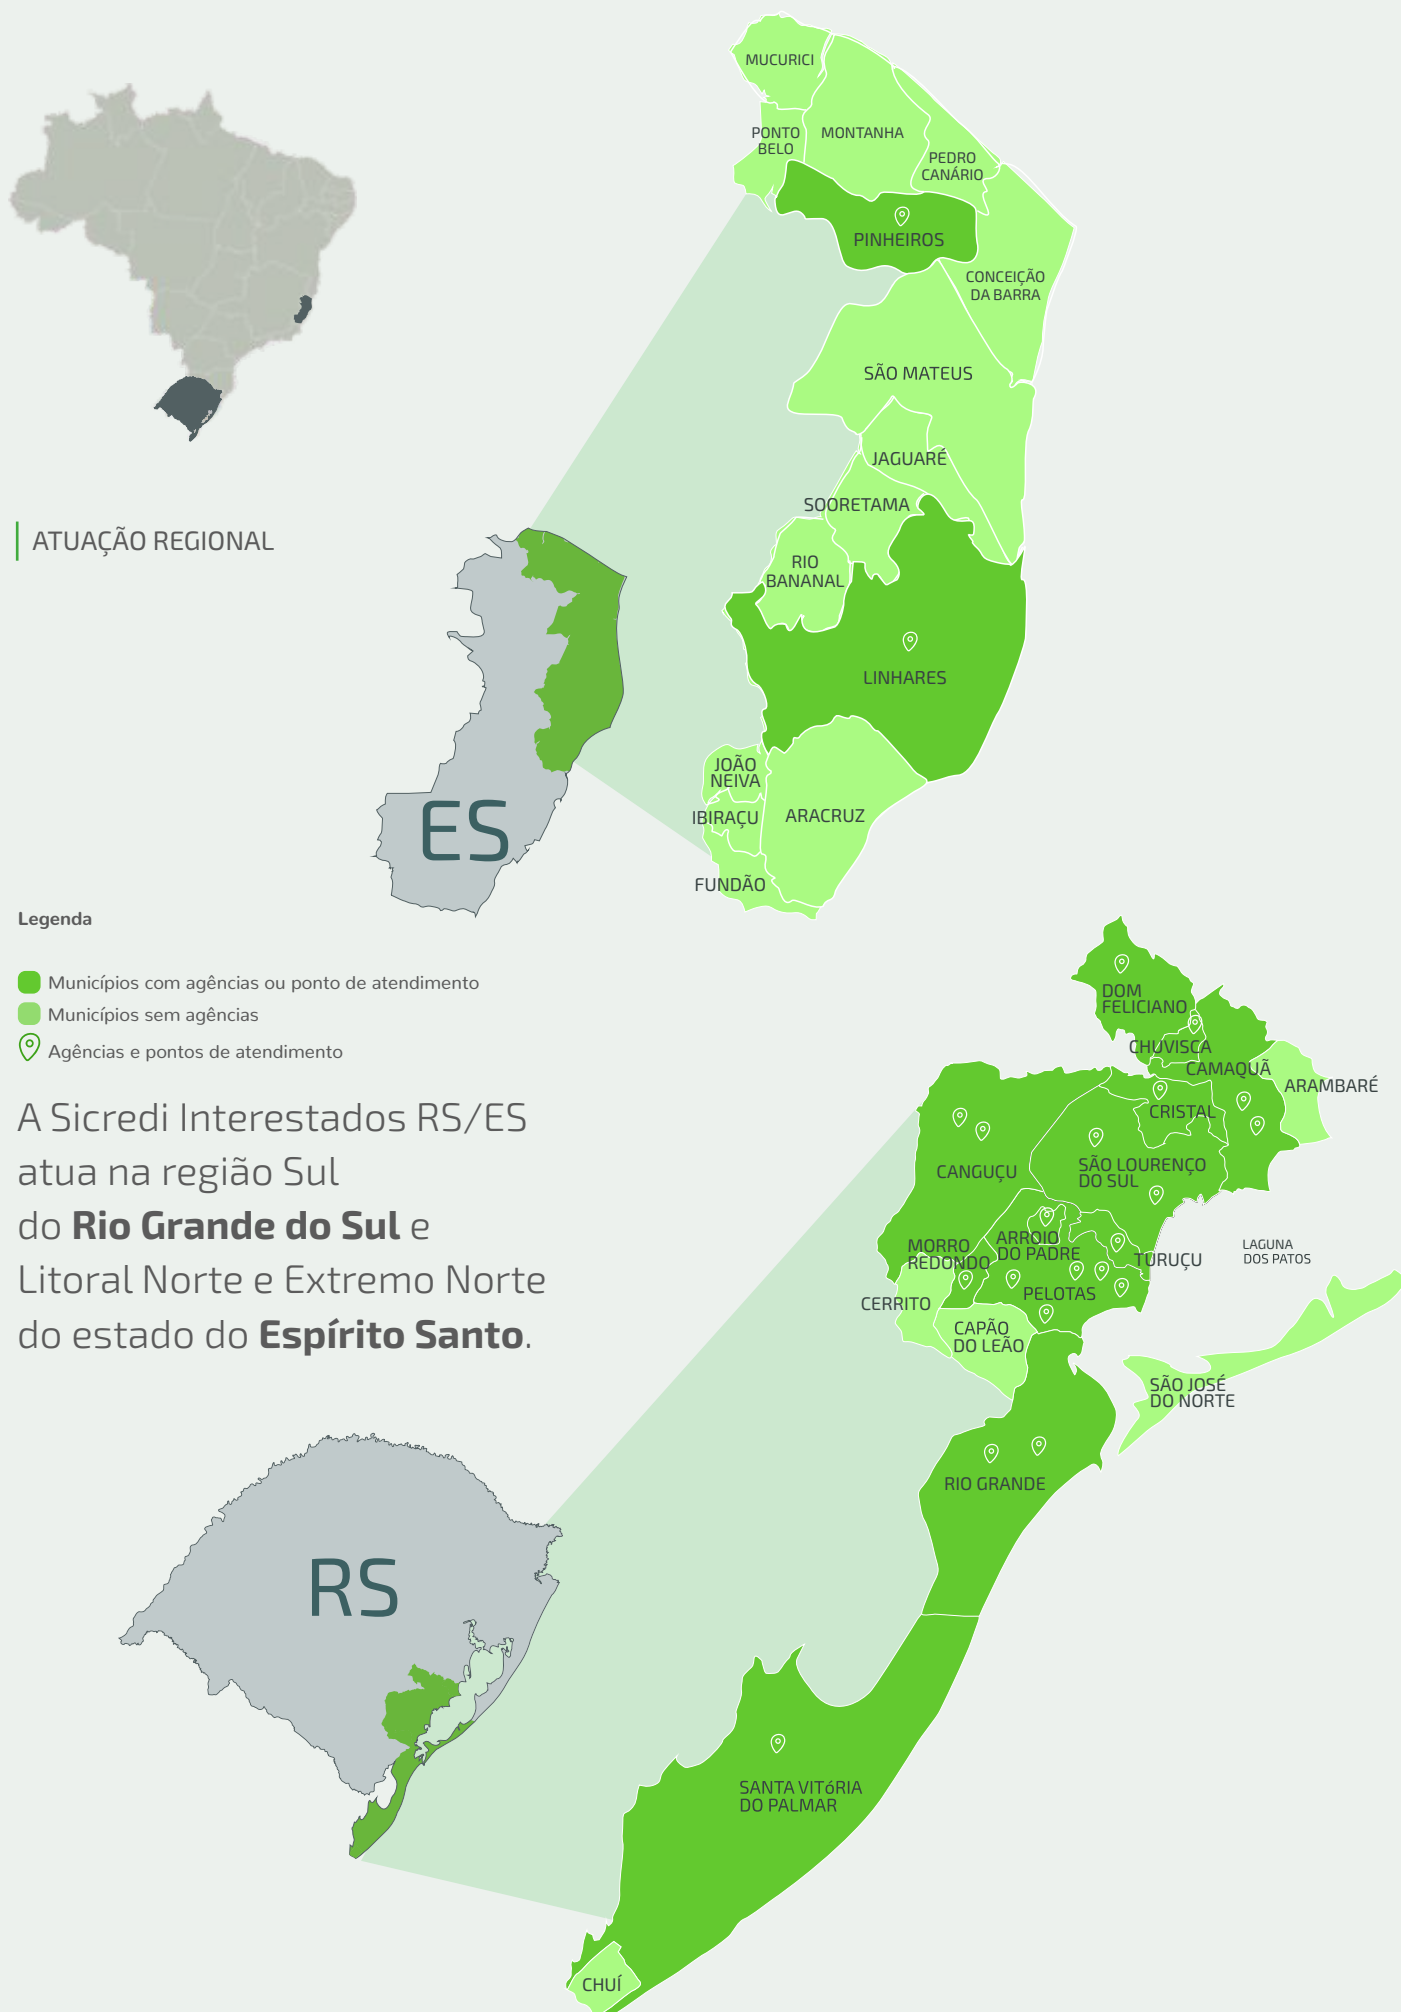 MUCURICI
PONTO
BELO
MONTANHA
PEDRO
CANÁRIO
PINHEIROS
CONCEIÇÃO
DA BARRA
SÃO MATEUS
JAGUARÉ
SOORETAMA
RIO
BANANAL
LINHARES
JOÃO
NEIVA
IBIRAÇU
ARACRUZ
FUNDÃO
ATUAÇÃO REGIONAL
ES
Legenda
Municípios com agências ou ponto de atendimento
Municípios sem agências
Agências e pontos de atendimento
A Sicredi Interestados RS/ES
atua na região Sul
do Rio Grande do Sul e
Litoral Norte e Extremo Norte
do estado do Espírito Santo.
DOM
FELICIANO
CHUVISCA
CAMAQUÃ
ARAMBARÉ
CRISTAL
CANGUÇU
SÃO LOURENÇO
DO SUL
ARROIO
DO PADRE
MORRO
REDONDO
TURUÇU
LAGUNA
DOS PATOS
PELOTAS
CERRITO
CAPÃO
DO LEÃO
SÃO JOSÉ
DO NORTE
RIO GRANDE
RS
SANTA VITóRIA
DO PALMAR
CHUÍ